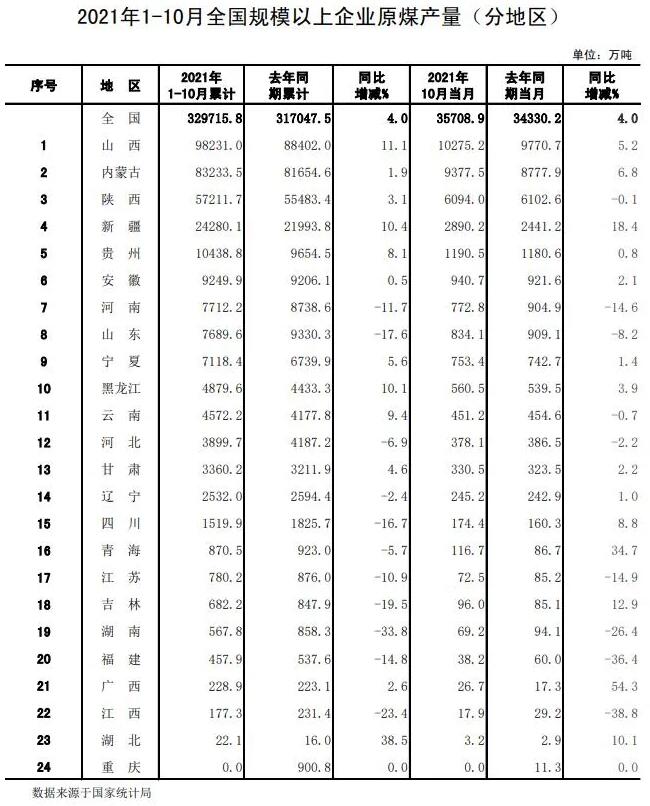 2021年1-10月全国规模以上企业原煤产量（分地区）
单位：万吨
序号 地 区 2021年1-10月累计 去年同期累计 同比增减% 2021年10月当月 去年同期当月 同比增减%
全 国 329715.8 317047.5 4.0 35708.9 34330.2 4.0
1 山 西 98231.0 88402.0 11.1 10275.2 9770.7 5.2
2 内蒙古 83233.5 81654.6 1.9 9377.5 8777.9 6.8
3 陕 西 57211.7 55483.4 3.1 6094.0 6102.6 -0.1
4 新 疆 24280.1 21993.8 10.4 2890.2 2441.2 18.4
5 贵 州 10438.8 9654.5 8.1 1190.5 1180.6 0.8
6 安 徽 9249.9 9206.1 0.5 940.7 921.6 2.1
7 河 南 7712.2 8738.6 -11.7 772.8 904.9 -14.6
8 山 东 7689.6 9330.3 -17.6 834.1 909.1 -8.2
9 宁 夏 7118.4 6739.9 5.6 753.4 742.7 1.4
10 黑龙江 4879.6 4433.3 10.1 560.5 539.5 3.9
11 云 南 4572.2 4177.8 9.4 451.2 454.6 -0.7
12 河 北 3899.7 4187.2 -6.9 378.1 386.5 -2.2
13 甘 肃 3360.2 3211.9 4.6 330.5 323.5 2.2
14 辽 宁 2532.0 2594.4 -2.4 245.2 242.9 1.0
15 四 川 1519.9 1825.7 -16.7 174.4 160.3 8.8
16 青 海 870.5 923.0 -5.7 116.7 86.7 34.7
17 江 苏 780.2 876.0 -10.9 72.5 85.2 -14.9
18 吉 林 682.2 847.9 -19.5 96.0 85.1 12.9
19 湖 南 567.8 858.3 -33.8 69.2 94.1 -26.4
20 福 建 457.9 537.6 -14.8 38.2 60.0 -36.4
21 广 西 228.9 223.1 2.6 26.7 17.3 54.3
22 江 西 177.3 231.4 -23.4 17.9 29.2 -38.8
23 湖 北 22.1 16.0 38.5 3.2 2.9 10.1
24 重 庆 0.0 900.8 0.0 0.0 11.3 0.0
数据来源于国家统计局